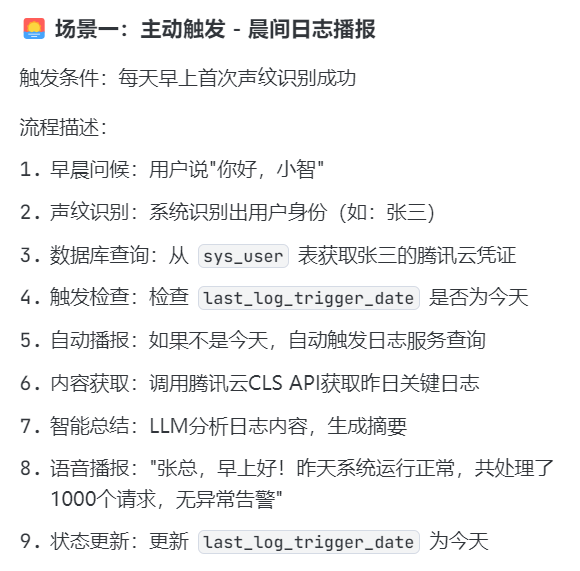 场景一：主动触发 - 晨间日志播报
触发条件：每天早上首次声纹识别成功
流程描述：
1. 早晨问候：用户说"你好，小智"
2. 声纹识别：系统识别出用户身份（如：张三）
3. 数据库查询：从 sys_user 表获取张三的腾讯云凭证
4. 触发检查：检查 last_log_trigger_date 是否为今天
5. 自动播报：如果不是今天，自动触发日志服务查询
6. 内容获取：调用腾讯云CLS API获取昨日关键日志
7. 智能总结：LLM分析日志内容，生成摘要
8. 语音播报："张总，早上好！昨天系统运行正常，共处理了
1000个请求，无异常告警"
9. 状态更新：更新 last_log_trigger_date 为今天